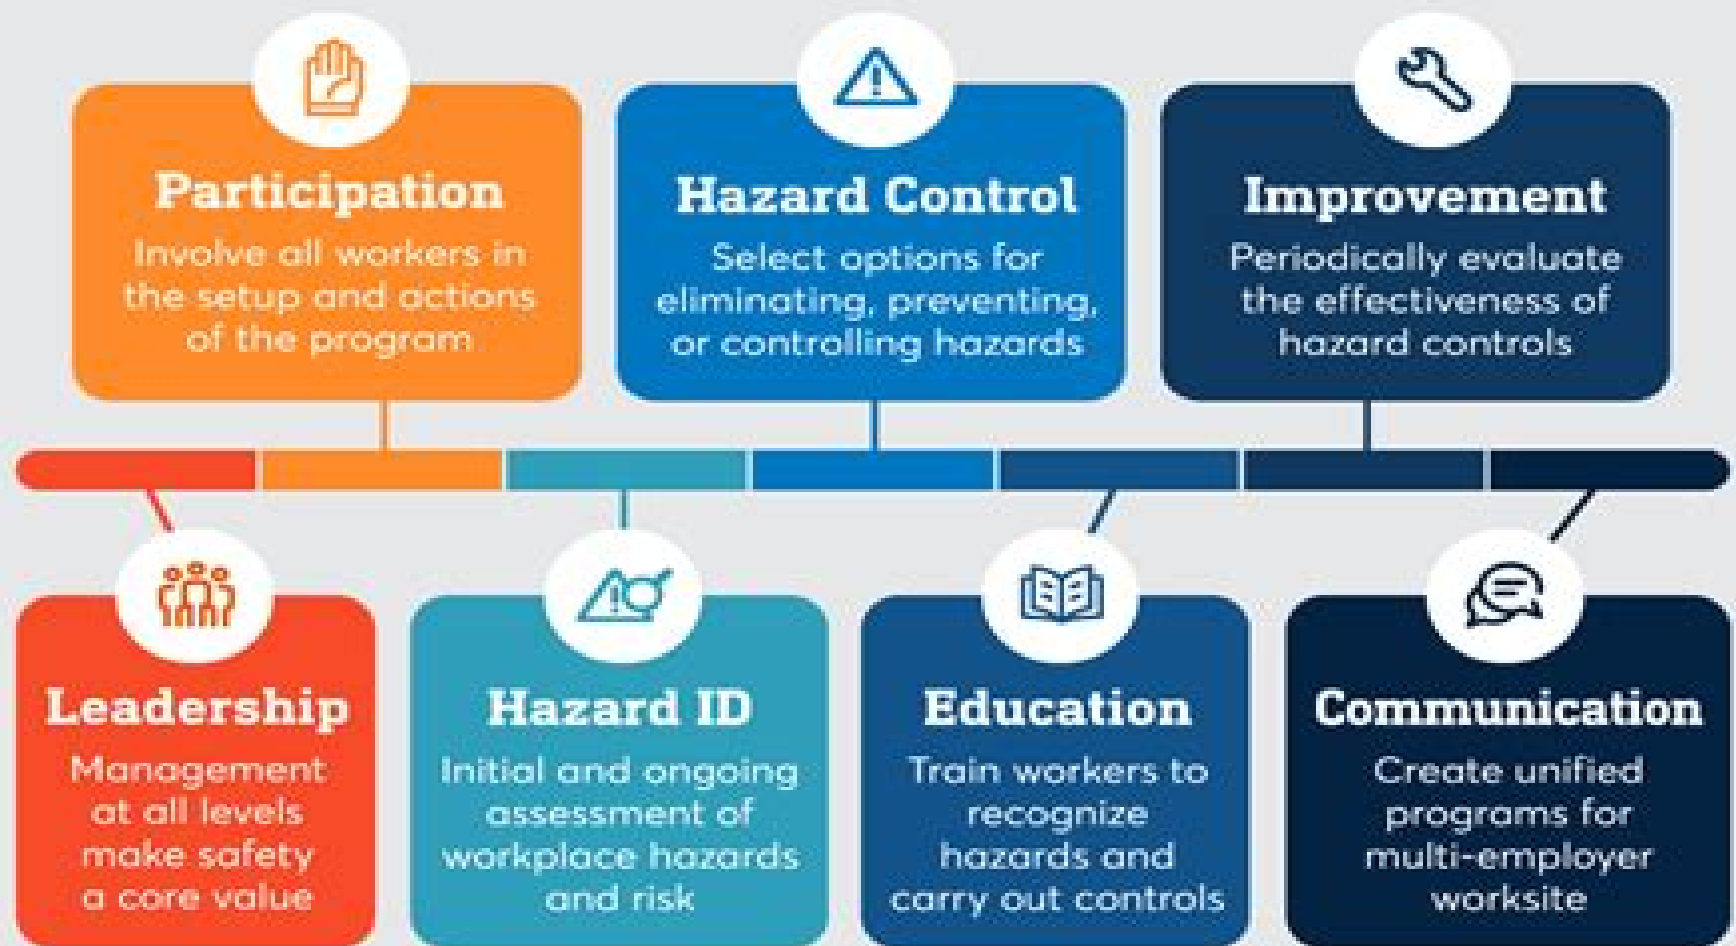 Participation
Involve all workers in
the setup and actions
of the program
Hazard Control
Select options for
eliminating, preventing,
or controlling hazards
Improvement
Periodically evaluate
the effectiveness of
hazard controls
Leadership
Management
at all levels
make safety
a core value
Hazard ID
Initial and ongoing
assessment of
workplace hazards
and risk
Education
Train workers to
recognize
hazards and
carry out controls
Communication
Create unified
programs for
multi-employer
worksite